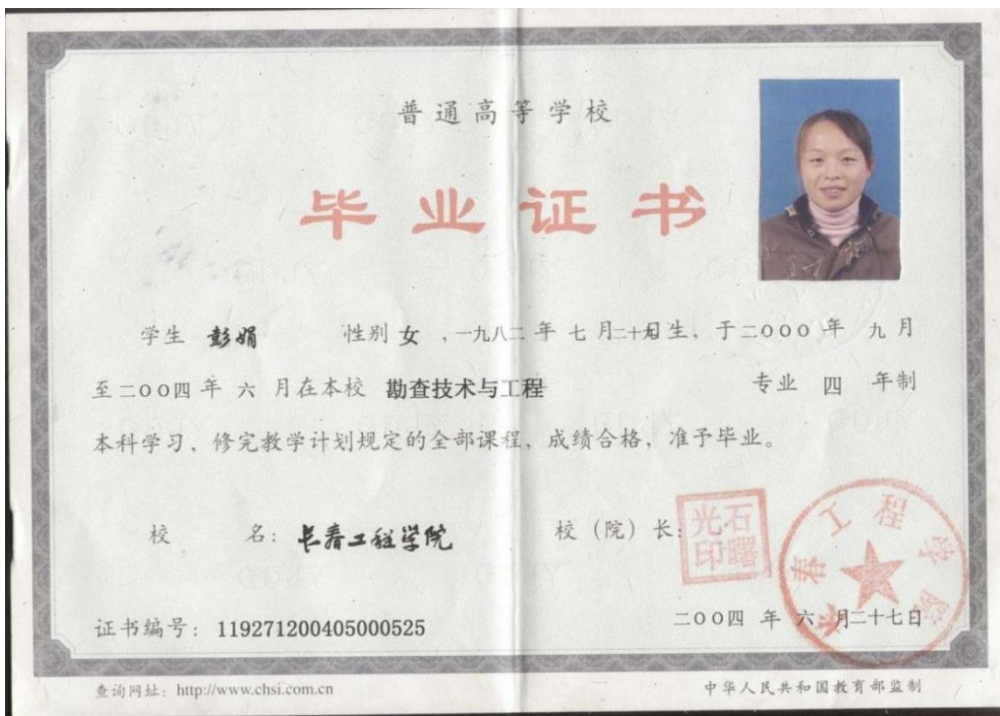 普通高等学校
毕业证书
学生 彭娟 性别 女 ，一九八二 年 七 月二十九日生，于二〇〇〇 年 九 月
至二〇〇四 年 六 月在本校 勘查技术与工程 专业 四 年制
本科学习，修完教学计划规定的全部课程，成绩合格，准予毕业。
校 名：长春工程学院 校（院）长：
石曙光印
长春工程学院
证书编号：119271200405000525 二〇〇四 年 六 月二十七日
查询网址：http://www.chsi.com.cn 中华人民共和国教育部监制